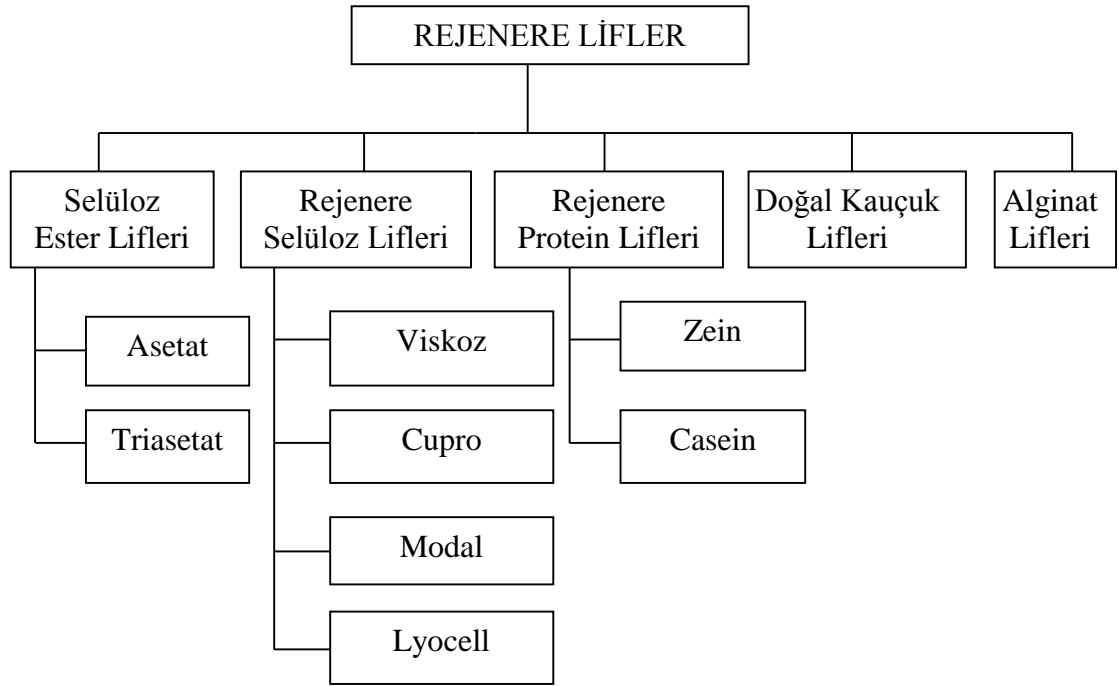 REJENERE LİFLER
Selüloz
Ester Lifleri
Rejenere
Selüloz Lifleri
Rejenere
Protein Lifleri
Doğal Kauçuk
Lifleri
Alginat
Lifleri
Asetat
Triasetat
Viskoz
Cupro
Modal
Lyocell
Zein
Casein